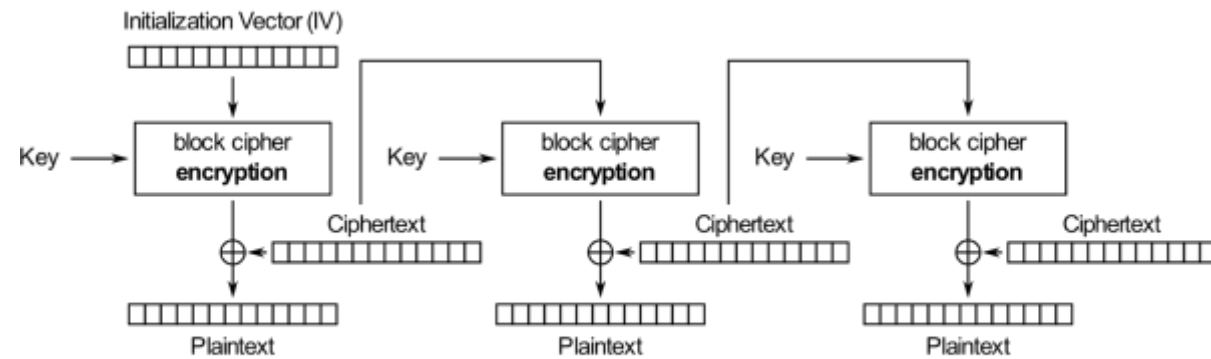 Initialization Vector (IV)
Key
block cipher
encryption
Ciphertext
Plaintext
Key
block cipher
encryption
Ciphertext
Plaintext
Key
block cipher
encryption
Ciphertext
Plaintext